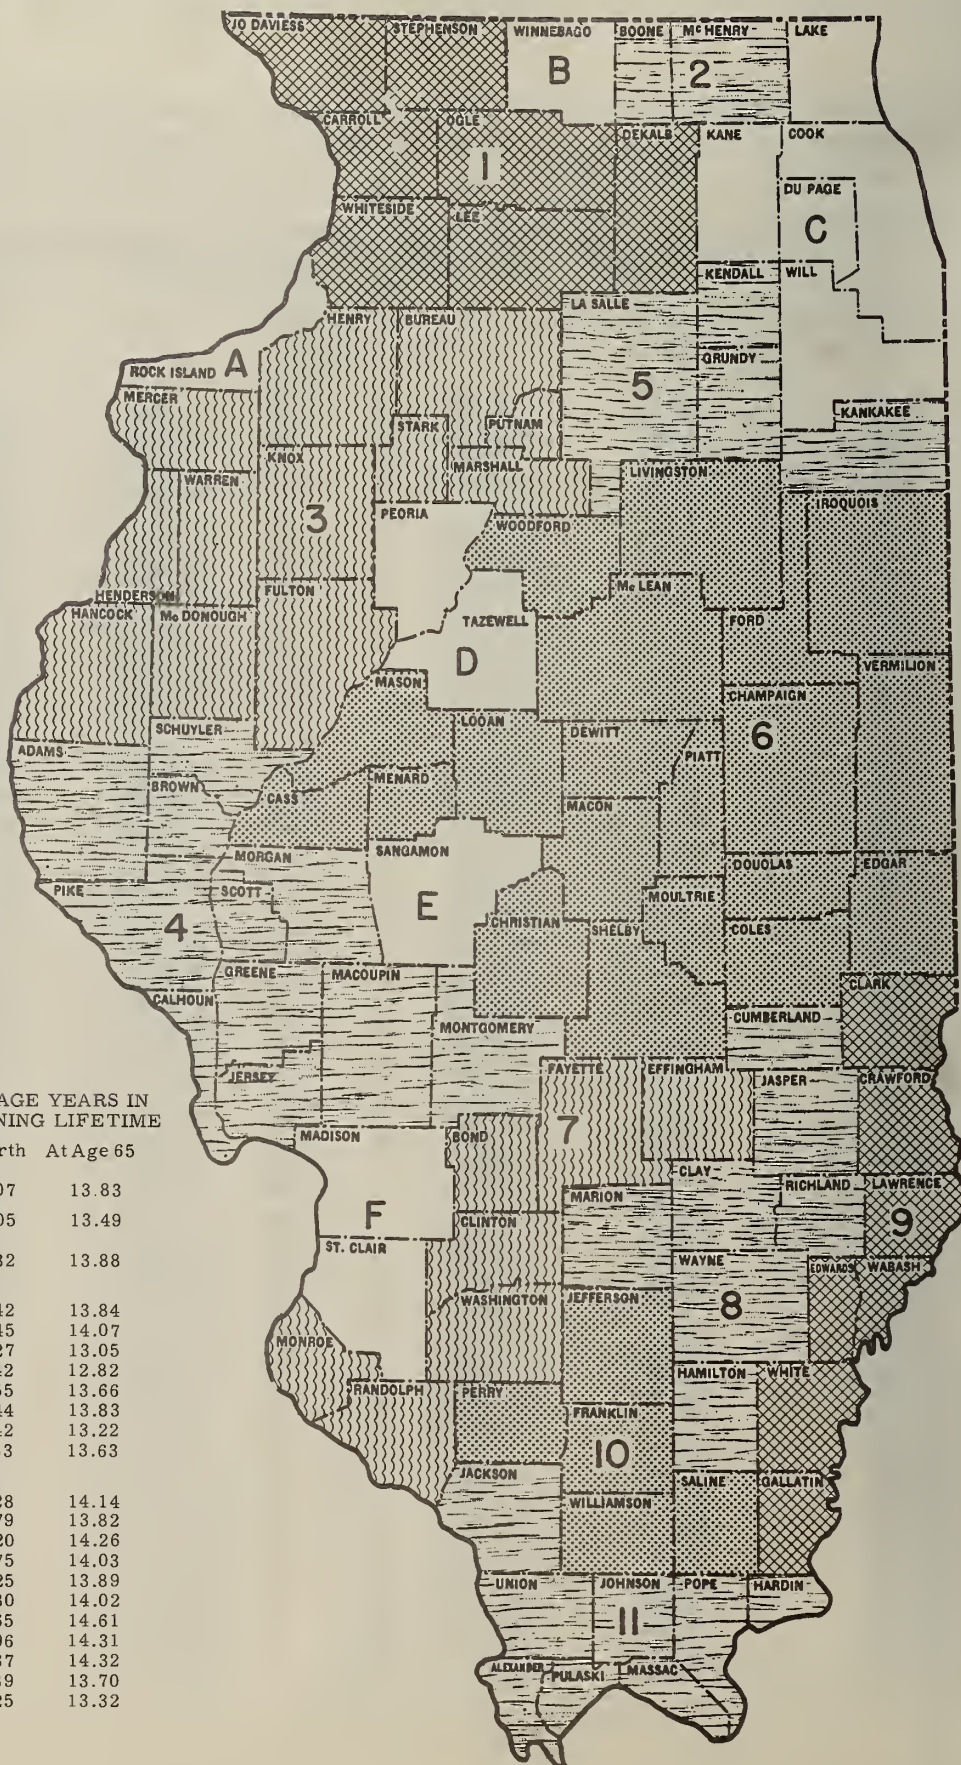 JO DAVIESS STEPHENSON WINNEBAGO BOONE McHENRY LAKE
B 2
CARROLL OGLE DEKALB KANE COOK
1
DU PAGE
WHITESIDE LEE C
KENDALL WILL
LA SALLE
HENRY BUREAU
ROCK ISLAND A GRUNDY
5
MERCER
STARK PUTNAM KANKAKEE
KNOX MARSHALL
WARREN LIVINGSTON
3 PEORIA IROQUOIS
WOODFORD
HENDERSON FULTON McLEAN
HANCOCK McDONOUGH TAZEWELL FORD
D VERMILION
MASON CHAMPAIGN
SCHUYLER LOGAN DEWITT 6
ADAMS PIATT
BROWN CASS MENARD MACON
MORGAN SANGAMON DOUGLAS EDGAR
PIKE SCOTT E MOULTRIE
4 CHRISTIAN SHELBY COLES
GREENE MACOUPIN CLARK
CALHOUN CUMBERLAND
MONTGOMERY
JERSEY FAYETTE EFFINGHAM JASPER CRAWFORD
MADISON BOND 7
CLAY RICHLAND LAWRENCE
F MARION 9
CLINTON
ST. CLAIR WAYNE EDWARDS WABASH
WASHINGTON JEFFERSON 8
MONROE
RANDOLPH PERRY HAMILTON WHITE
FRANKLIN
10
JACKSON SALINE GALLATIN
WILLIAMSON
UNION JOHNSON POPE HARDIN
11
ALEXANDER PULASKI MASSAC
AGE YEARS IN
NING LIFETIME
rth At Age 65
07 13.83
05 13.49
32 13.88
42 13.84
45 14.07
27 13.05
42 12.82
55 13.66
44 13.83
42 13.22
53 13.63
28 14.14
79 13.82
20 14.26
75 14.03
25 13.89
30 14.02
35 14.61
96 14.31
37 14.32
39 13.70
25 13.32